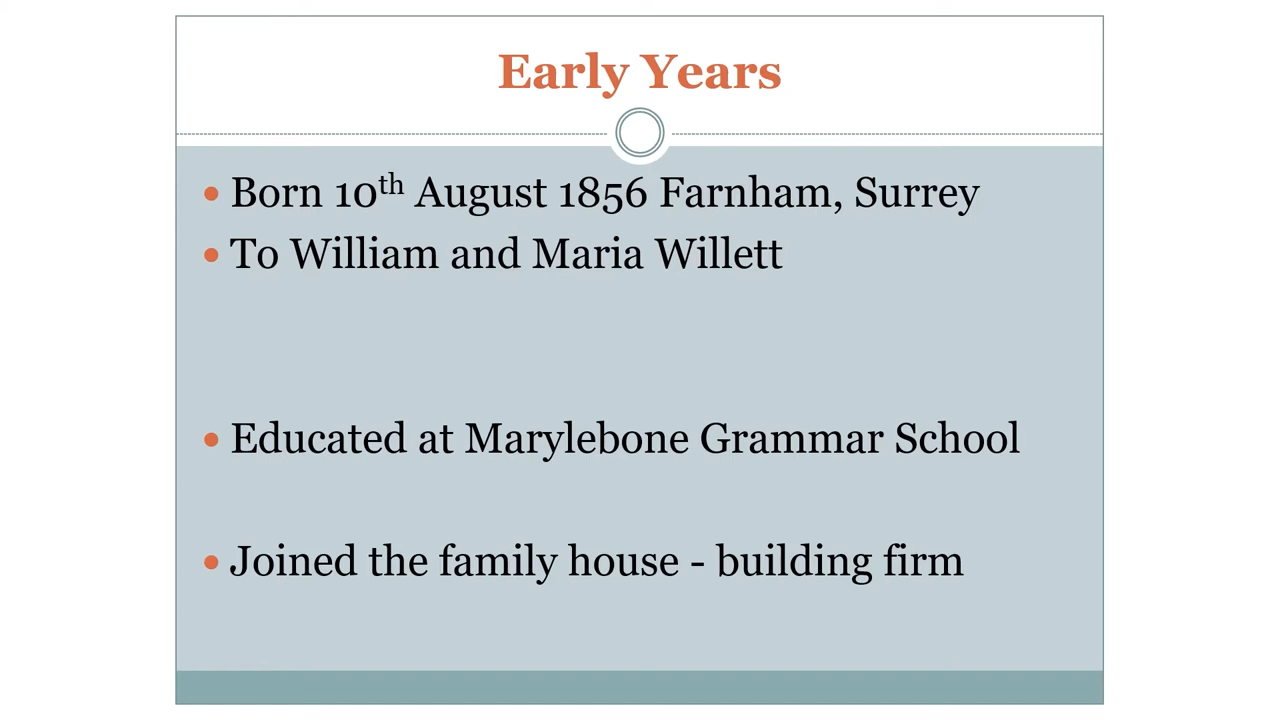 Early Years
• Born 10th August 1856 Farnham, Surrey
• To William and Maria Willett
• Educated at Marylebone Grammar School
• Joined the family house - building firm